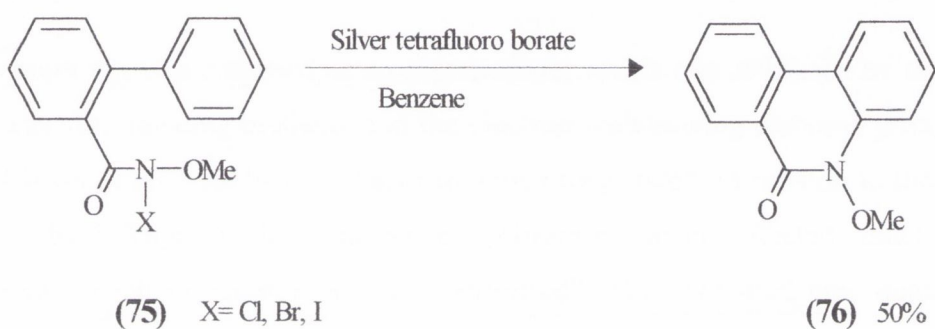 Silver tetrafluoro borate
Benzene
N—OMe
O
X
N
O
OMe
(75) X= Cl, Br, I
(76) 50%